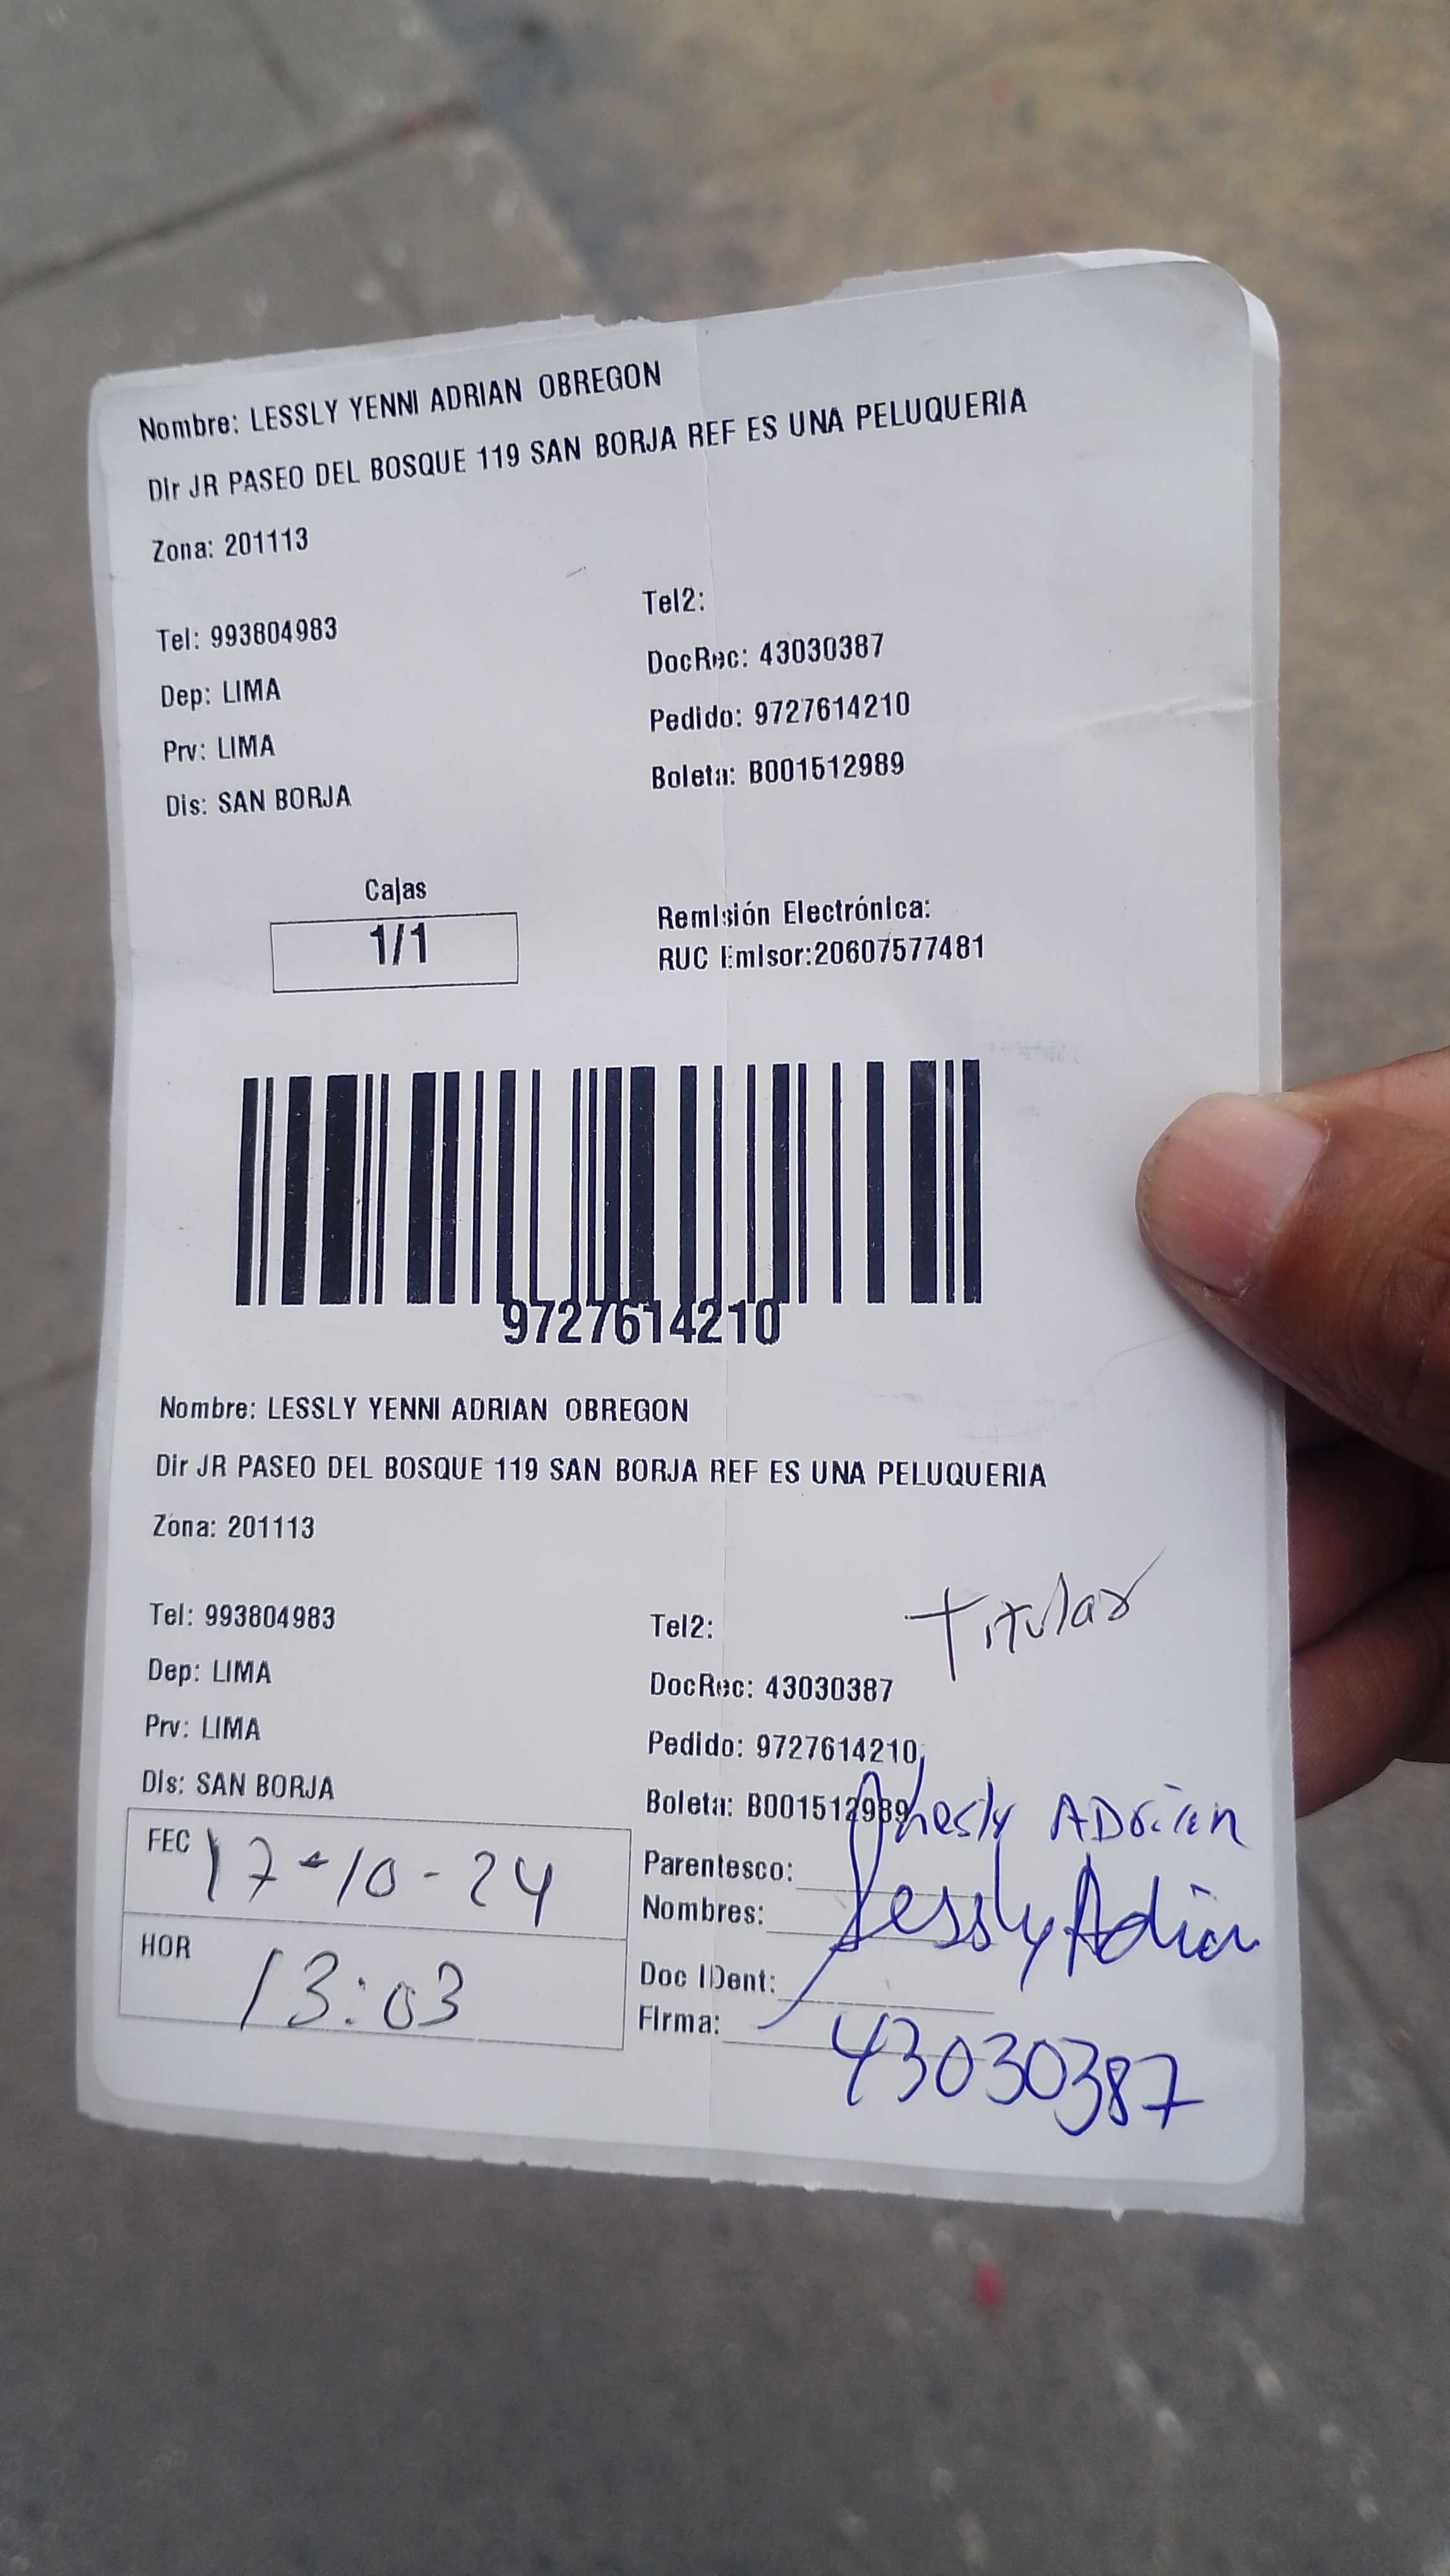 Nombre: LESSLY YENNI ADRIAN OBREGON
Dir JR PASEO DEL BOSQUE 119 SAN BORJA REF ES UNA PELUQUERIA
Zona: 201113
Tel: 993804983
Tel2:
Dep: LIMA
DocRec: 43030387
Prv: LIMA
Pedido: 9727614210
Dis: SAN BORJA
Boleta: B001512989
Cajas
1/1
Remisión Electrónica:
RUC Emisor:20607577481
9727614210
Nombre: LESSLY YENNI ADRIAN OBREGON
Dir JR PASEO DEL BOSQUE 119 SAN BORJA REF ES UNA PELUQUERIA
Zona: 201113
Titular
Tel: 993804983
Tel2:
Dep: LIMA
DocRec: 43030387
Prv: LIMA
Pedido: 9727614210
Dis: SAN BORJA
Boleta: B001512989
ADrian
FEC 17-10-24
Parentesco:
Nombres: Lessly Adrian
HOR 13:03
Doc IDent:
Firma:
43030387